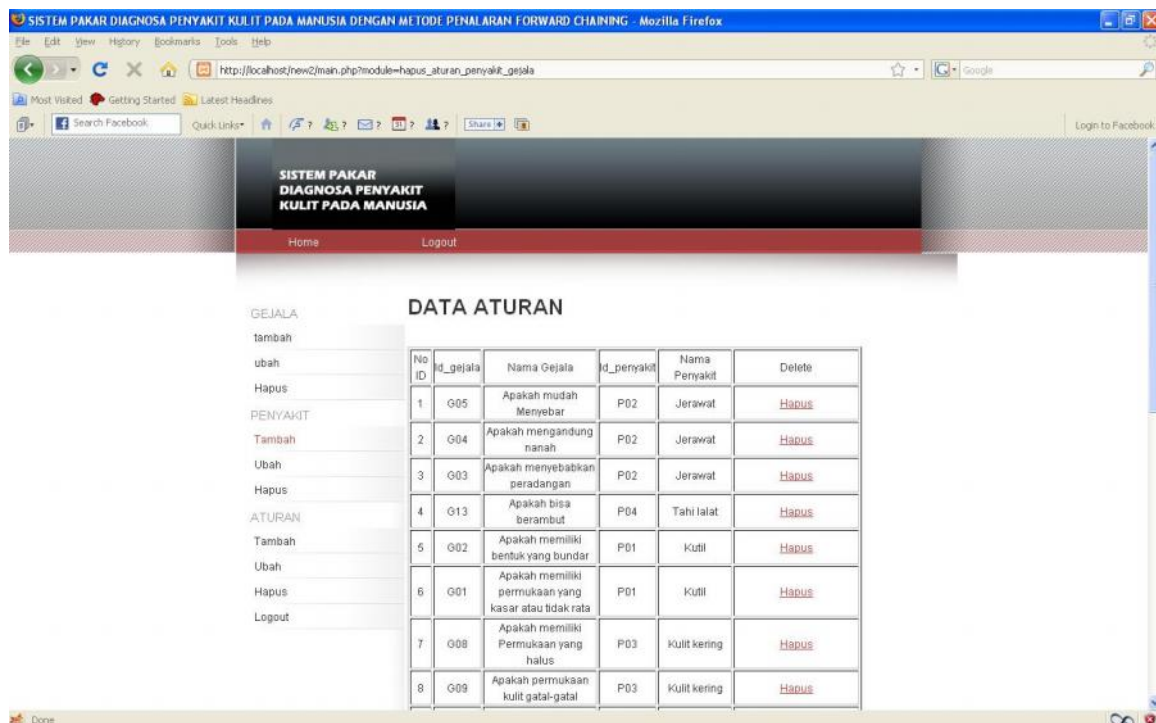 SISTEM PAKAR DIAGNOSA PENYAKIT KULIT PADA MANUSIA DENGAN METODE PENALARAN FORWARD CHAINING - Mozilla Firefox
File Edit View History Bookmarks Tools Help
http://localhost/new2/main.php?module=hapus_aturan_penyakit_gejala
G Google
Most Visited Getting Started Latest Headlines
Search Facebook Quick Links ? ? ? 31 ? ? Share Login to Facebook
SISTEM PAKAR
DIAGNOSA PENYAKIT
KULIT PADA MANUSIA
Home Logout
GEJALA
tambah
ubah
Hapus
PENYAKIT
Tambah
Ubah
Hapus
ATURAN
Tambah
Ubah
Hapus
Logout
DATA ATURAN
No ID Id_gejala Nama Gejala Id_penyakit Nama Penyakit Delete
1 G05 Apakah mudah Menyebar P02 Jerawat Hapus
2 G04 Apakah mengandung nanah P02 Jerawat Hapus
3 G03 Apakah menyebabkan peradangan P02 Jerawat Hapus
4 G13 Apakah bisa berambut P04 Tahi lalat Hapus
5 G02 Apakah memiliki bentuk yang bundar P01 Kutil Hapus
6 G01 Apakah memiliki permukaan yang kasar atau tidak rata P01 Kutil Hapus
7 G08 Apakah memiliki Permukaan yang halus P03 Kulit kering Hapus
8 G09 Apakah permukaan kulit gatal-gatal P03 Kulit kering Hapus
Done